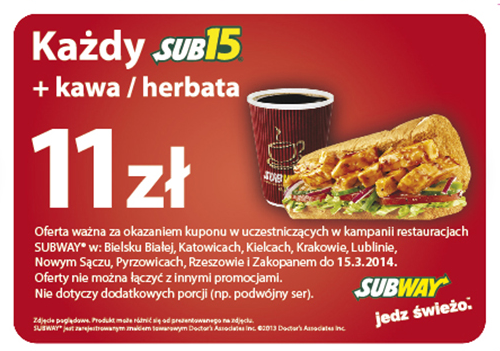 Każdy SUB15®
+ kawa / herbata
11 zł
Oferta ważna za okazaniem kuponu w uczestniczących w kampanii restauracjach
SUBWAY® w: Bielsku Białej, Katowicach, Kielcach, Krakowie, Lublinie,
Nowym Sączu, Pyrzowicach, Rzeszowie i Zakopanem do 15.3.2014.
Oferty nie można łączyć z innymi promocjami.
Nie dotyczy dodatkowych porcji (np. podwójny ser).
SUBWAY®
jedz świeżo.™
Zdjęcie poglądowe. Produkt może różnić się od prezentowanego na zdjęciu.
SUBWAY® jest zarejestrowanym znakiem towarowym Doctor's Associates Inc. ©2013 Doctor's Associates Inc.